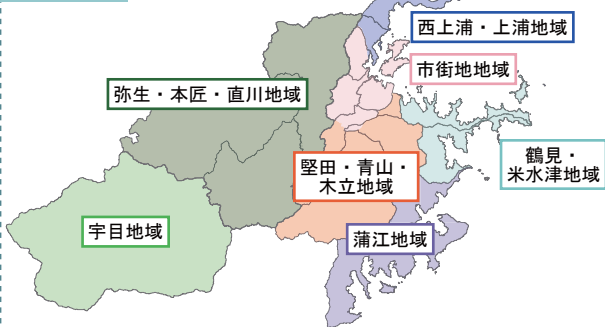 西上浦・上浦地域
市街地地域
弥生・本匠・直川地域
鶴見・
米水津地域
堅田・青山・
木立地域
宇目地域
蒲江地域